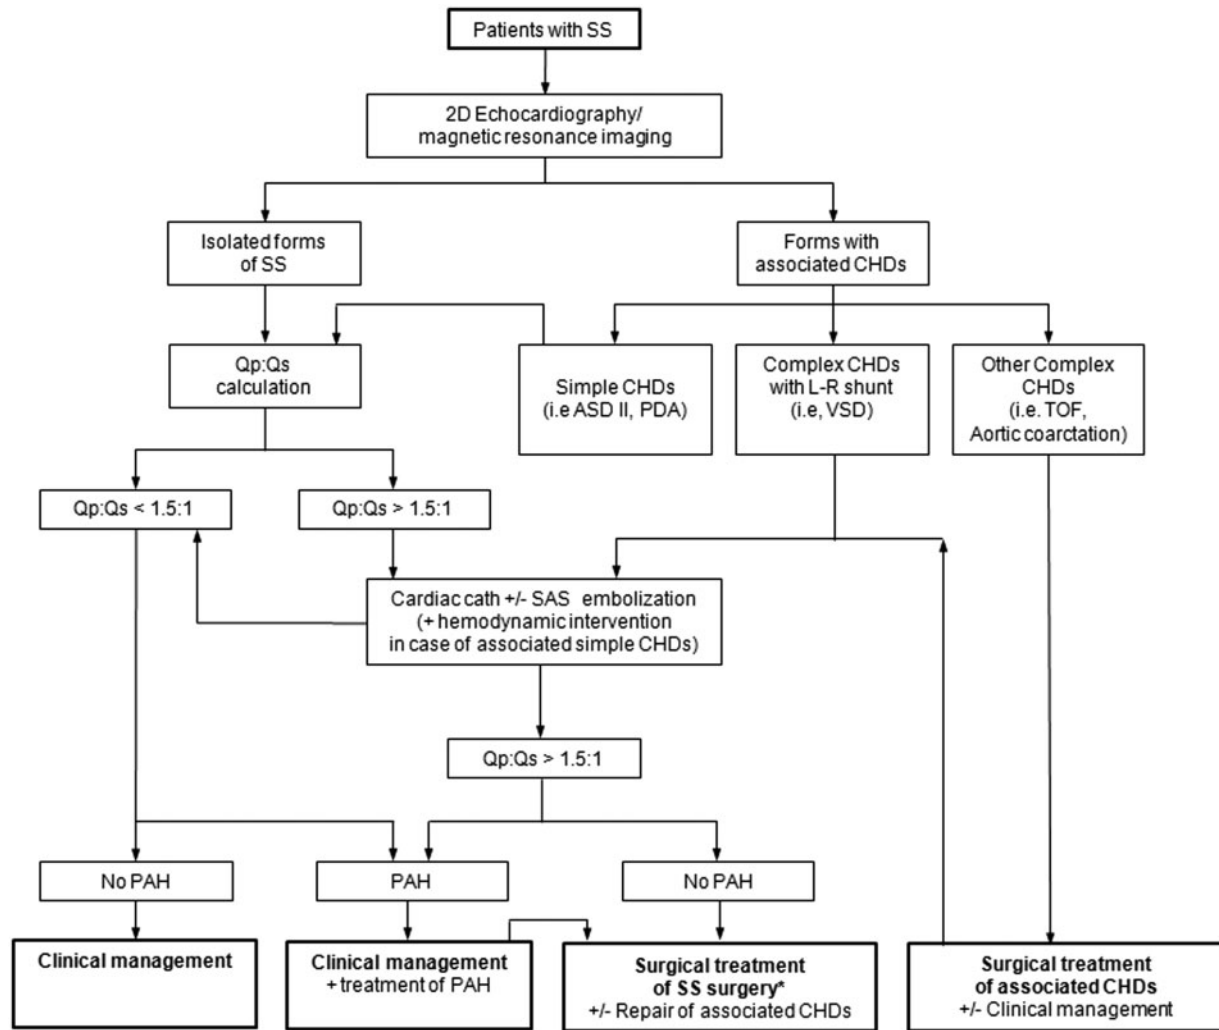 Patients with SS
2D Echocardiography/
magnetic resonance imaging
Isolated forms
of SS
Forms with
associated CHDs
Qp:Qs
calculation
Simple CHDs
(i.e ASD II, PDA)
Complex CHDs
with L-R shunt
(i.e, VSD)
Other Complex
CHDs
(i.e. TOF,
Aortic coarctation)
Qp:Qs < 1.5:1
Qp:Qs > 1.5:1
Cardiac cath +/- SAS embolization
(+ hemodynamic intervention
in case of associated simple CHDs)
Qp:Qs > 1.5:1
No PAH
PAH
No PAH
Clinical management
Clinical management
+ treatment of PAH
Surgical treatment
of SS surgery*
+/- Repair of associated CHDs
Surgical treatment
of associated CHDs
+/- Clinical management